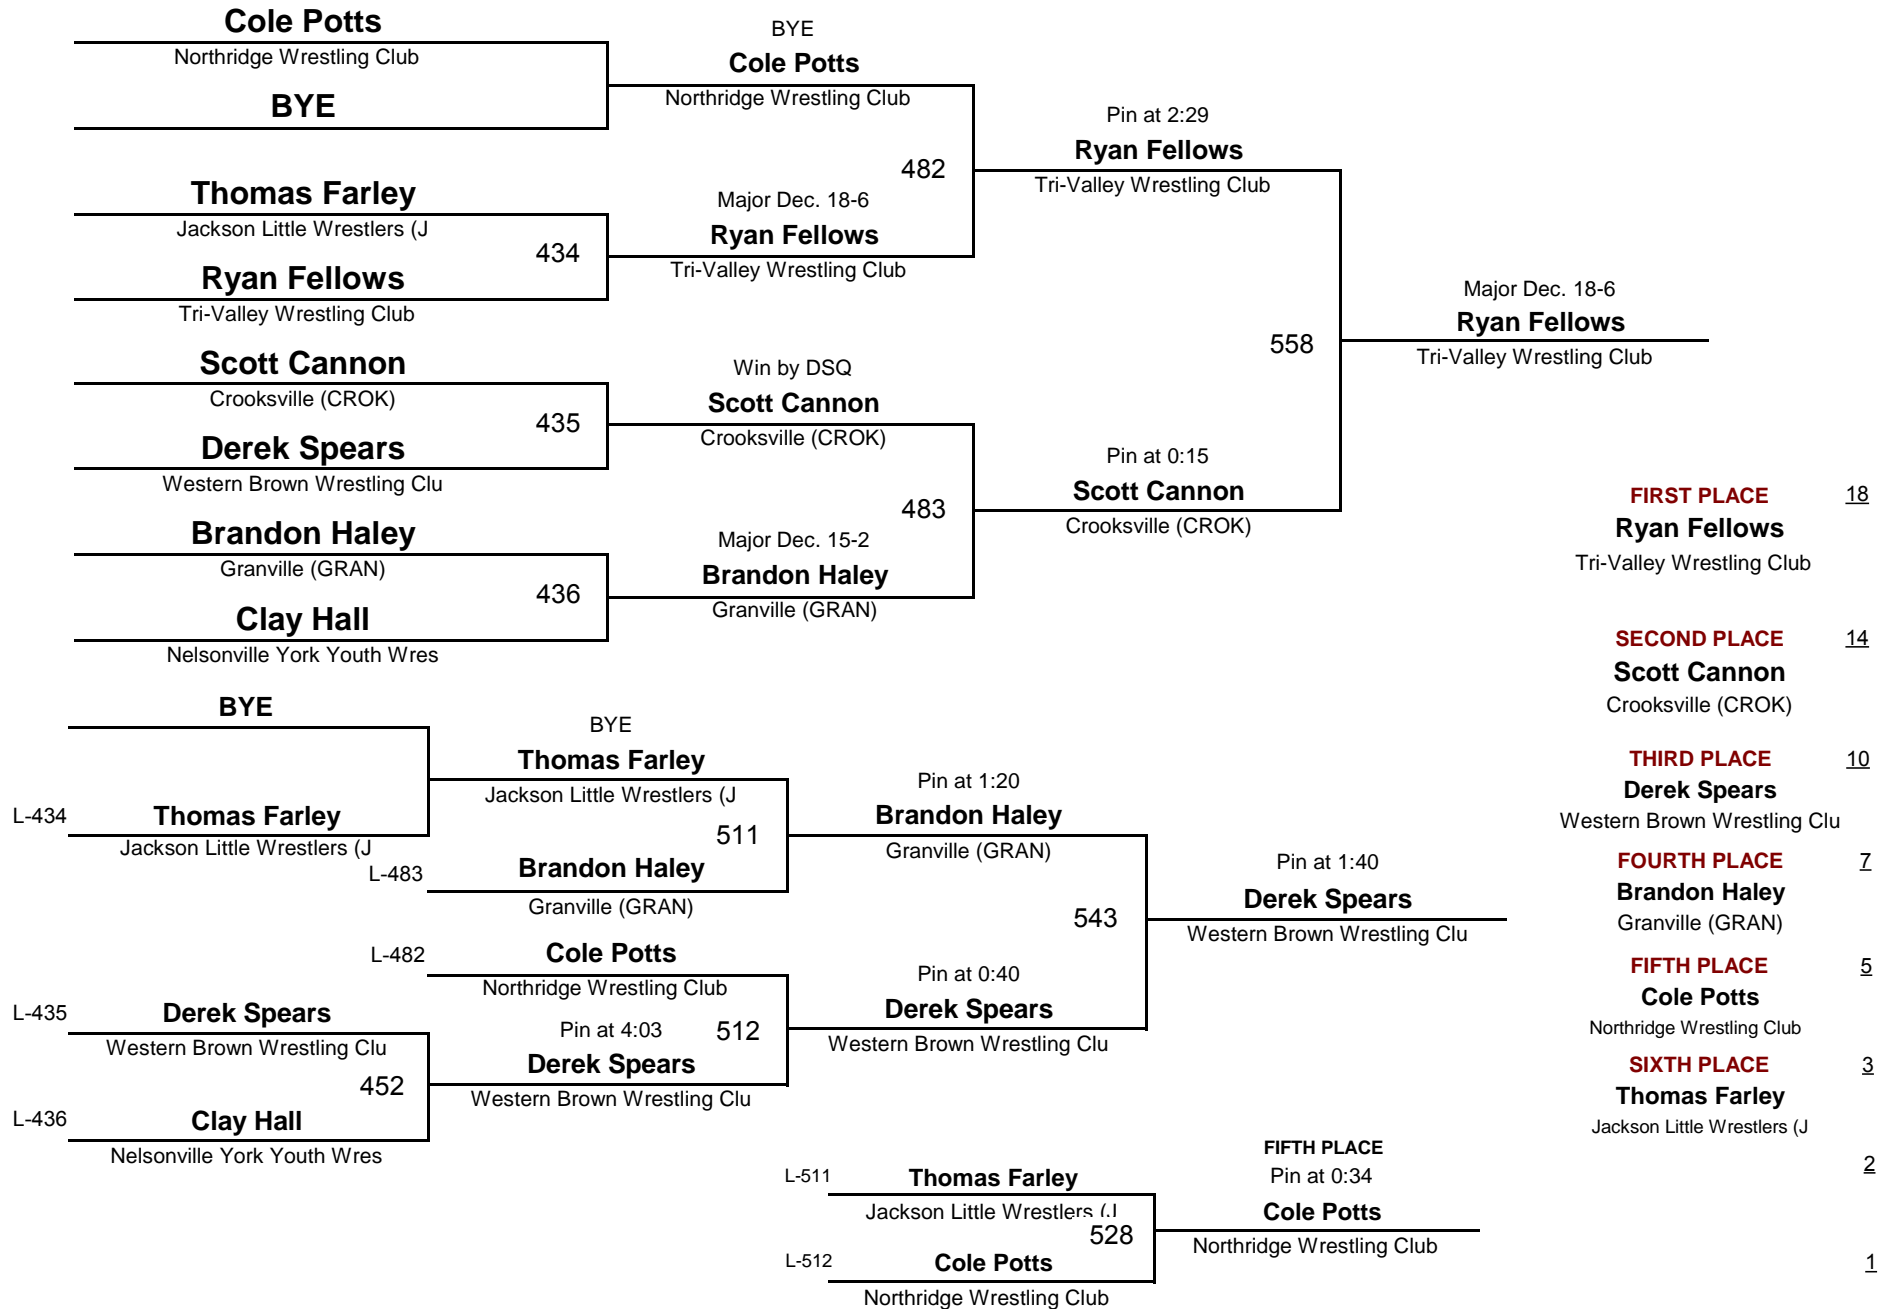 Cole Potts
Northridge Wrestling Club
BYE
Thomas Farley
Jackson Little Wrestlers (J
434
Ryan Fellows
Tri-Valley Wrestling Club
Scott Cannon
Crooksville (CROK)
435
Derek Spears
Western Brown Wrestling Clu
Brandon Haley
Granville (GRAN)
436
Clay Hall
Nelsonville York Youth Wres
BYE
Cole Potts
Northridge Wrestling Club
482
Major Dec. 18-6
Ryan Fellows
Tri-Valley Wrestling Club
Win by DSQ
Scott Cannon
Crooksville (CROK)
483
Major Dec. 15-2
Brandon Haley
Granville (GRAN)
Pin at 2:29
Ryan Fellows
Tri-Valley Wrestling Club
558
Pin at 0:15
Scott Cannon
Crooksville (CROK)
Major Dec. 18-6
Ryan Fellows
Tri-Valley Wrestling Club
BYE
L-434
Thomas Farley
Jackson Little Wrestlers (J
L-435
Derek Spears
Western Brown Wrestling Clu
452
L-436
Clay Hall
Nelsonville York Youth Wres
BYE
Thomas Farley
Jackson Little Wrestlers (J
511
L-483
Brandon Haley
Granville (GRAN)
L-482
Cole Potts
Northridge Wrestling Club
Pin at 4:03
512
Derek Spears
Western Brown Wrestling Clu
Pin at 1:20
Brandon Haley
Granville (GRAN)
543
Pin at 0:40
Derek Spears
Western Brown Wrestling Clu
Pin at 1:40
Derek Spears
Western Brown Wrestling Clu
L-511
Thomas Farley
Jackson Little Wrestlers (J
528
L-512
Cole Potts
Northridge Wrestling Club
FIFTH PLACE
Pin at 0:34
Cole Potts
Northridge Wrestling Club
FIRST PLACE 18
Ryan Fellows
Tri-Valley Wrestling Club
SECOND PLACE 14
Scott Cannon
Crooksville (CROK)
THIRD PLACE 10
Derek Spears
Western Brown Wrestling Clu
FOURTH PLACE 7
Brandon Haley
Granville (GRAN)
FIFTH PLACE 5
Cole Potts
Northridge Wrestling Club
SIXTH PLACE 3
Thomas Farley
Jackson Little Wrestlers (J
2
1